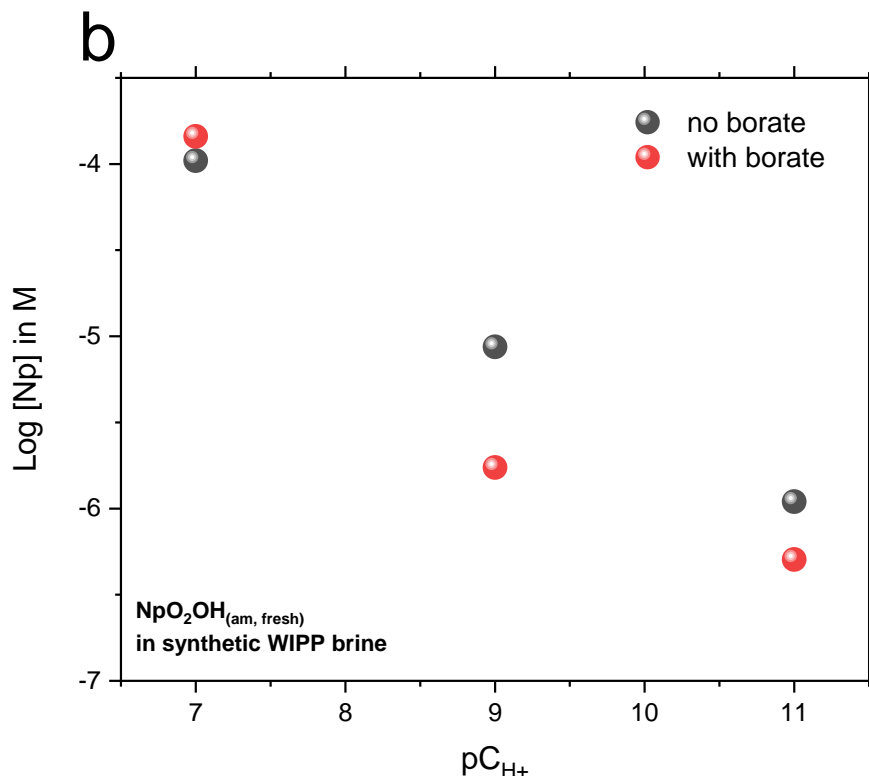 b
no borate
with borate
-4
-5
-6
-7
Log [Np] in M
NpO₂OH₍am, fresh₎
in synthetic WIPP brine
7
8
9
10
11
pC_H+